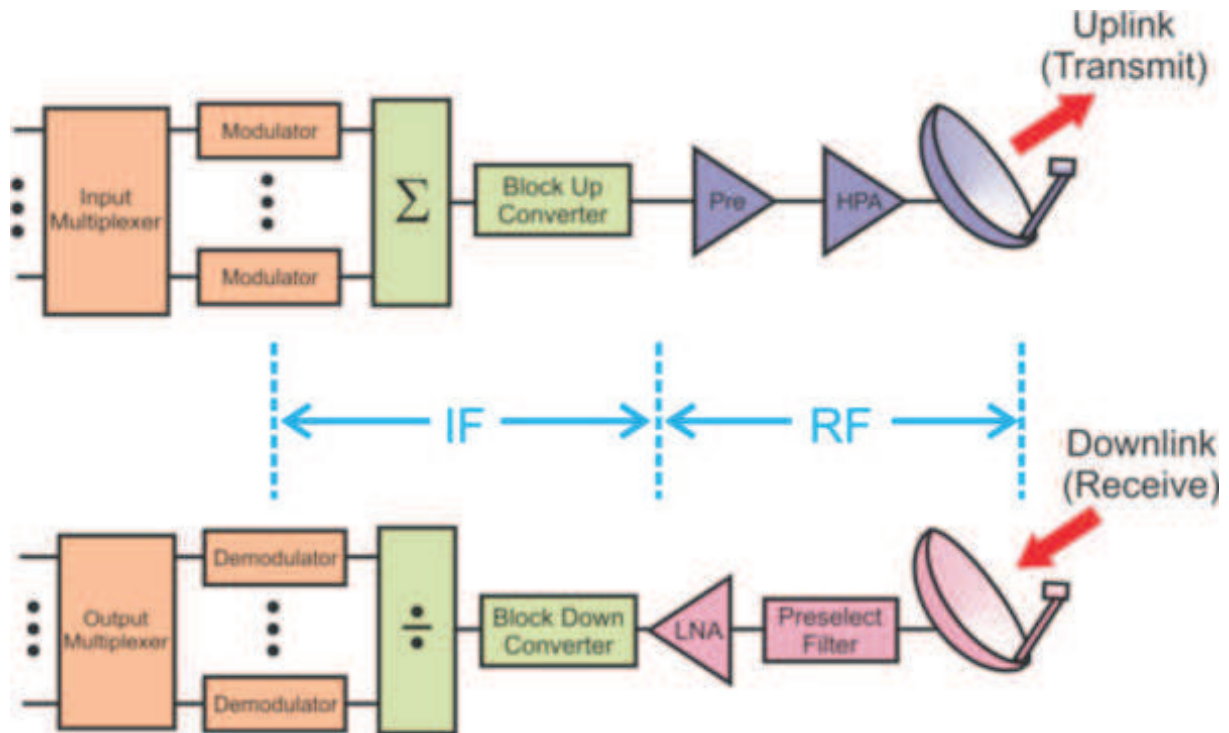 Uplink
(Transmit)
Input
Multiplexer
Modulator
Modulator
Σ
Block Up
Converter
Pre
HPA
IF
RF
Downlink
(Receive)
Output
Multiplexer
Demodulator
Demodulator
÷
Block Down
Converter
LNA
Preselect
Filter